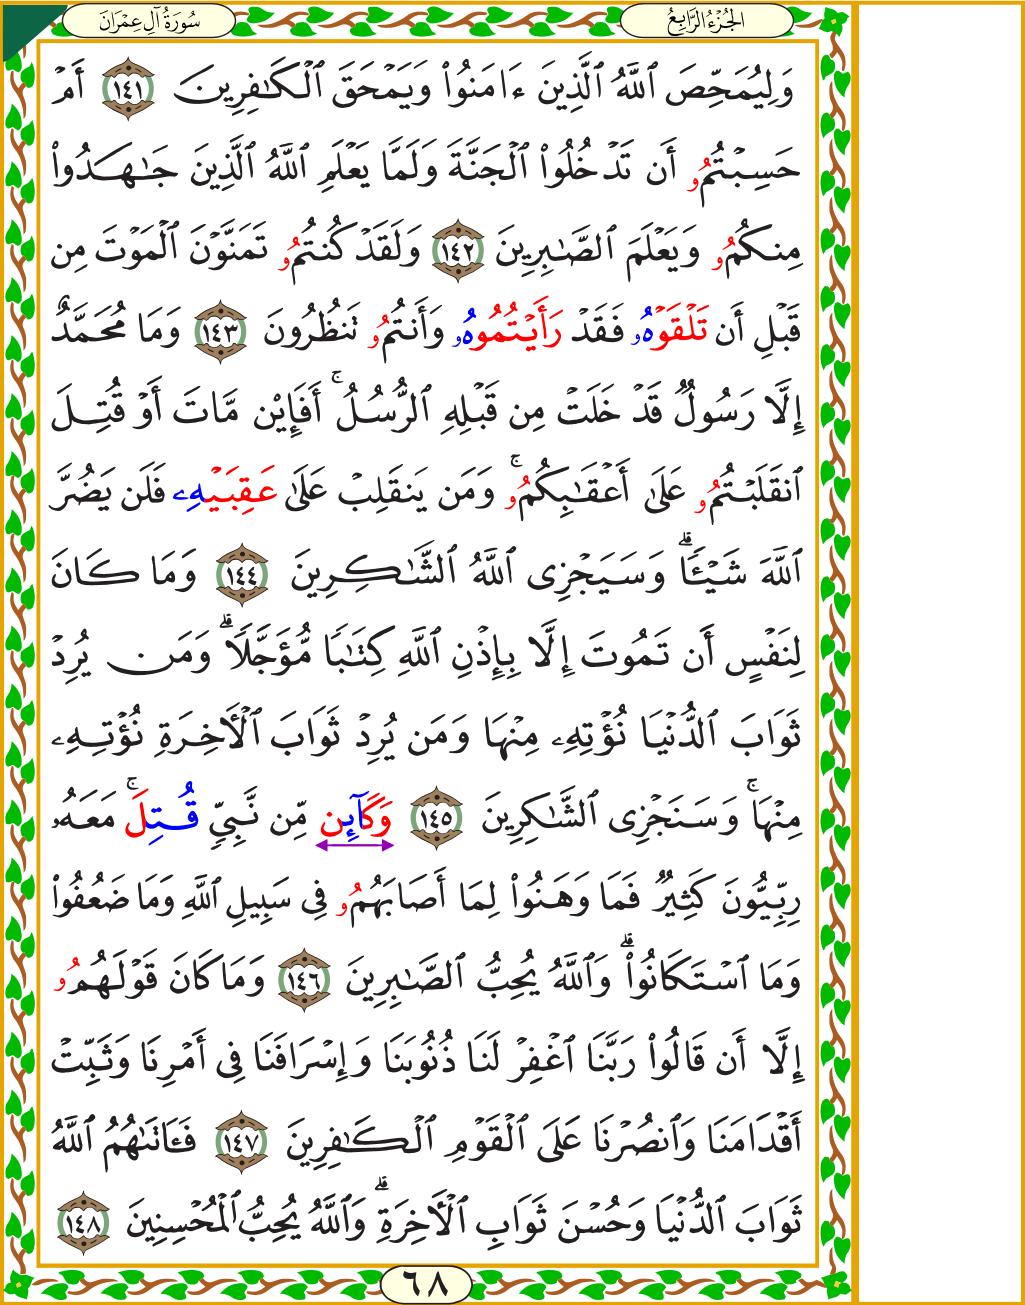 سُورَةُ آلِ عِمْرَان
الجُزْءُ الرَّابِعُ
وَلِيُمَحِّصَ ٱللَّهُ ٱلَّذِينَ ءَامَنُوا۟ وَيَمْحَقَ ٱلْكَٰفِرِينَ ١٤١ أَمْ
حَسِبْتُمُۥ أَن تَدْخُلُوا۟ ٱلْجَنَّةَ وَلَمَّا يَعْلَمِ ٱللَّهُ ٱلَّذِينَ جَٰهَدُوا۟
مِنكُمُۥ وَيَعْلَمَ ٱلصَّٰبِرِينَ ١٤٢ وَلَقَدْ كُنتُمُۥ تَمَنَّوْنَ ٱلْمَوْتَ مِن
قَبْلِ أَن تَلْقَوْهُۥ فَقَدْ رَأَيْتُمُوهُۥ وَأَنتُمُۥ تَنظُرُونَ ١٤٣ وَمَا مُحَمَّدٌ
إِلَّا رَسُولٌ قَدْ خَلَتْ مِن قَبْلِهِ ٱلرُّسُلُ ۚ أَفَإِي۟ن مَّاتَ أَوْ قُتِلَ
ٱنقَلَبْتُمُۥ عَلَىٰ أَعْقَٰبِكُمُۥ ۚ وَمَن يَنقَلِبْ عَلَىٰ عَقِبَيْهِۦ فَلَن يَضُرَّ
ٱللَّهَ شَيْـًٔا ۗ وَسَيَجْزِى ٱللَّهُ ٱلشَّٰكِرِينَ ١٤٤ وَمَا كَانَ
لِنَفْسٍ أَن تَمُوتَ إِلَّا بِإِذْنِ ٱللَّهِ كِتَٰبًا مُّؤَجَّلًا ۗ وَمَن يُرِدْ
ثَوَابَ ٱلدُّنْيَا نُؤْتِهِۦ مِنْهَا وَمَن يُرِدْ ثَوَابَ ٱلْأَخِرَةِ نُؤْتِهِۦ
مِنْهَا ۚ وَسَنَجْزِى ٱلشَّٰكِرِينَ ١٤٥ وَكَآئِن مِّن نَّبِىٍّ قُتِلَ ۚ مَعَهُۥ
رِبِّيُّونَ كَثِيرٌ فَمَا وَهَنُوا۟ لِمَا أَصَابَهُمُۥ فِى سَبِيلِ ٱللَّهِ وَمَا ضَعُفُوا۟
وَمَا ٱسْتَكَانُوا۟ ۗ وَٱللَّهُ يُحِبُّ ٱلصَّٰبِرِينَ ١٤٦ وَمَا كَانَ قَوْلَهُمُۥ
إِلَّا أَن قَالُوا۟ رَبَّنَا ٱغْفِرْ لَنَا ذُنُوبَنَا وَإِسْرَافَنَا فِى أَمْرِنَا وَثَبِّتْ
أَقْدَامَنَا وَٱنصُرْنَا عَلَى ٱلْقَوْمِ ٱلْكَٰفِرِينَ ١٤٧ فَـَٔاتَىٰهُمُ ٱللَّهُ
ثَوَابَ ٱلدُّنْيَا وَحُسْنَ ثَوَابِ ٱلْأَخِرَةِ ۗ وَٱللَّهُ يُحِبُّ ٱلْمُحْسِنِينَ ١٤٨
٦٨